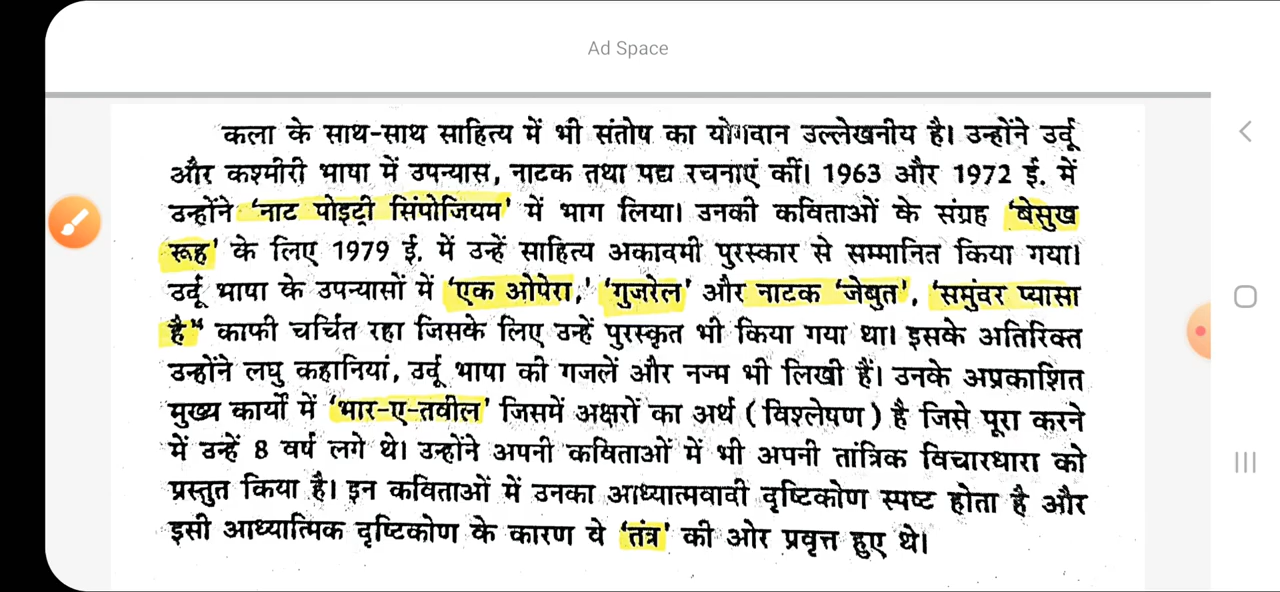 Ad Space
कला के साथ-साथ साहित्य में भी संतोष का योगवान उल्लेखनीय है। उन्होंने उर्वू
और कश्मीरी भाषा में उपन्यास, नाटक तथा पद्य रचनाएं कीं। 1963 और 1972 ई. में
उन्होंने 'नाट पोइट्री सिंपोजियम' में भाग लिया। उनकी कविताओं के संग्रह 'बेसुख
रूह' के लिए 1979 ई. में उन्हें साहित्य अकावमी पुरस्कार से सम्मानित किया गया।
उर्वू भाषा के उपन्यासों में 'एक ओपेरा,' 'गुजरेल' और नाटक 'जेबुत', 'समुंवर प्यासा
है" काफी चर्चित रहा जिसके लिए उन्हें पुरस्कृत भी किया गया था। इसके अतिरिक्त
उन्होंने लघु कहानियां, उर्वू भाषा की गजलें और नज्म भी लिखी हैं। उनके अप्रकाशित
मुख्य कार्यों में 'भार-ए-तवील' जिसमें अक्षरों का अर्थ (विश्लेषण) है जिसे पूरा करने
में उन्हें 8 वर्ष लगे थे। उन्होंने अपनी कविताओं में भी अपनी तांत्रिक विचारधारा को
प्रस्तुत किया है। इन कविताओं में उनका आध्यात्मवादी दृष्टिकोण स्पष्ट होता है और
इसी आध्यात्मिक दृष्टिकोण के कारण वे 'तंत्र' की ओर प्रवृत्त हुए थे।